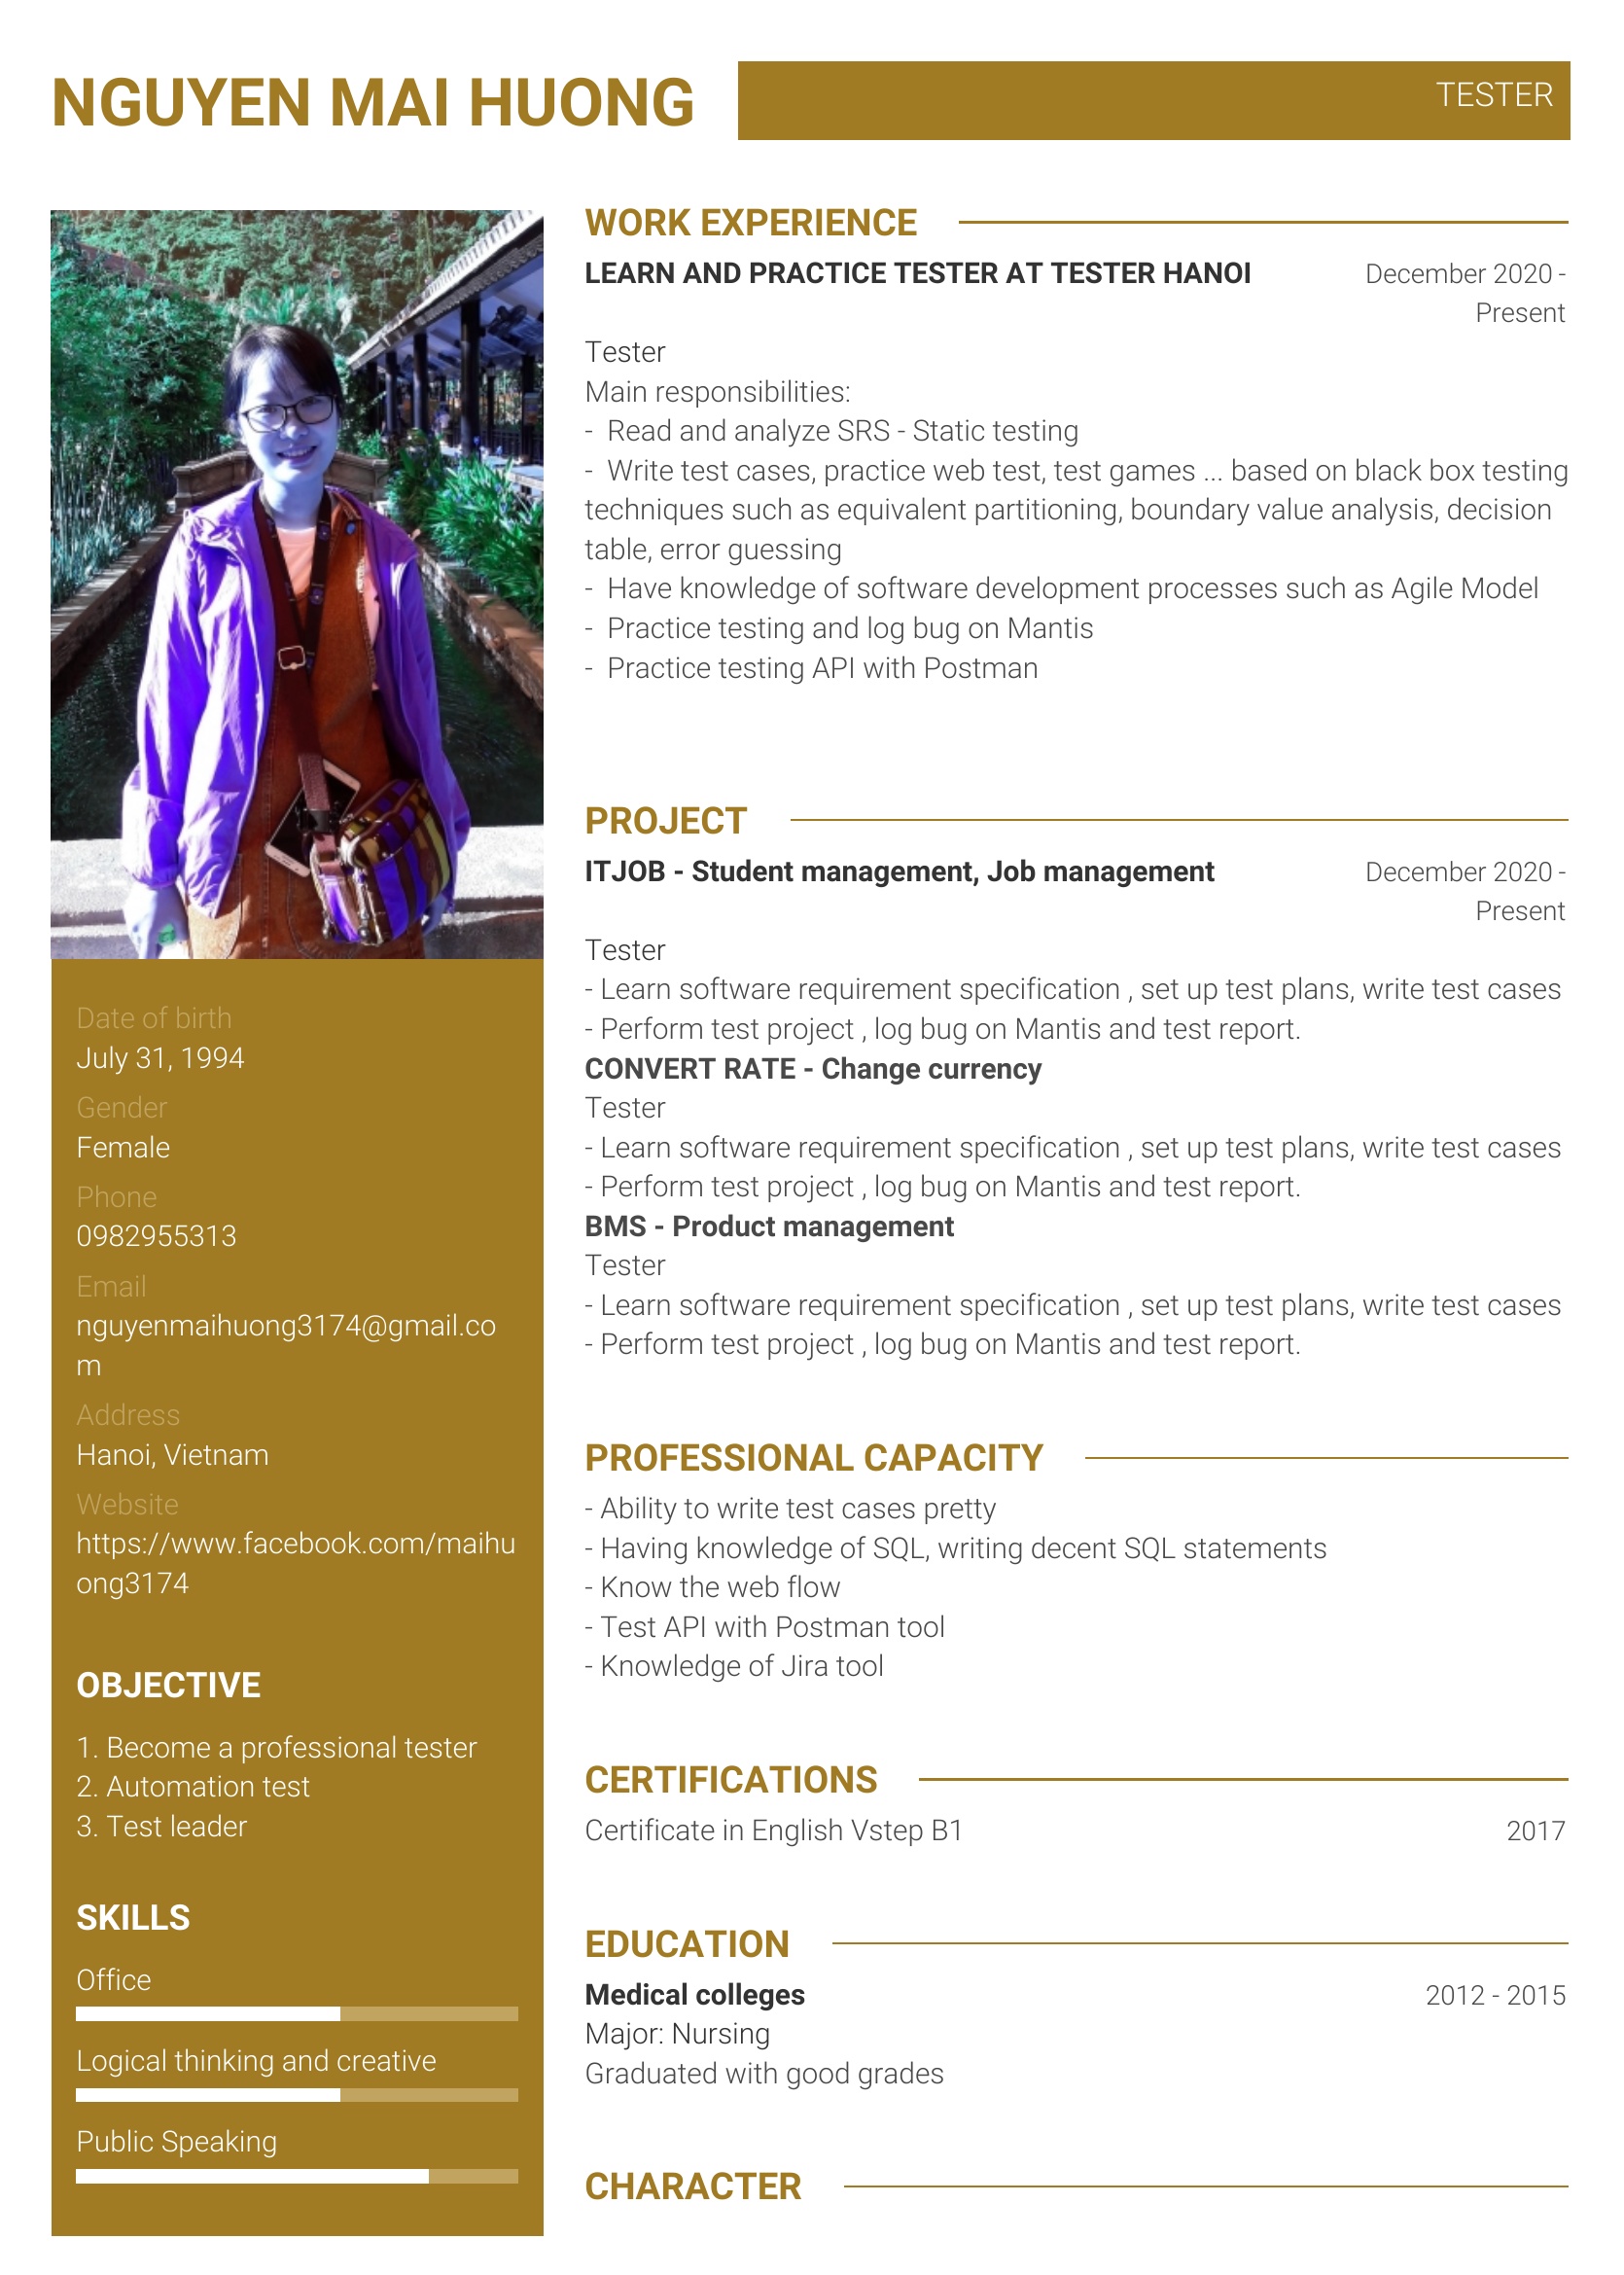 NGUYEN MAI HUONG
TESTER
Date of birth
July 31, 1994
Gender
Female
Phone
0982955313
Email
nguyenmaihuong3174@gmail.co
m
Address
Hanoi, Vietnam
Website
https://www.facebook.com/maihu
ong3174
OBJECTIVE
1. Become a professional tester
2. Automation test
3. Test leader
SKILLS
Office
Logical thinking and creative
Public Speaking
WORK EXPERIENCE
LEARN AND PRACTICE TESTER AT TESTER HANOI December 2020 -
Present
Tester
Main responsibilities:
- Read and analyze SRS - Static testing
- Write test cases, practice web test, test games ... based on black box testing
techniques such as equivalent partitioning, boundary value analysis, decision
table, error guessing
- Have knowledge of software development processes such as Agile Model
- Practice testing and log bug on Mantis
- Practice testing API with Postman
PROJECT
ITJOB - Student management, Job management December 2020 -
Present
Tester
- Learn software requirement specification , set up test plans, write test cases
- Perform test project , log bug on Mantis and test report.
CONVERT RATE - Change currency
Tester
- Learn software requirement specification , set up test plans, write test cases
- Perform test project , log bug on Mantis and test report.
BMS - Product management
Tester
- Learn software requirement specification , set up test plans, write test cases
- Perform test project , log bug on Mantis and test report.
PROFESSIONAL CAPACITY
- Ability to write test cases pretty
- Having knowledge of SQL, writing decent SQL statements
- Know the web flow
- Test API with Postman tool
- Knowledge of Jira tool
CERTIFICATIONS
Certificate in English Vstep B1 2017
EDUCATION
Medical colleges 2012 - 2015
Major: Nursing
Graduated with good grades
CHARACTER